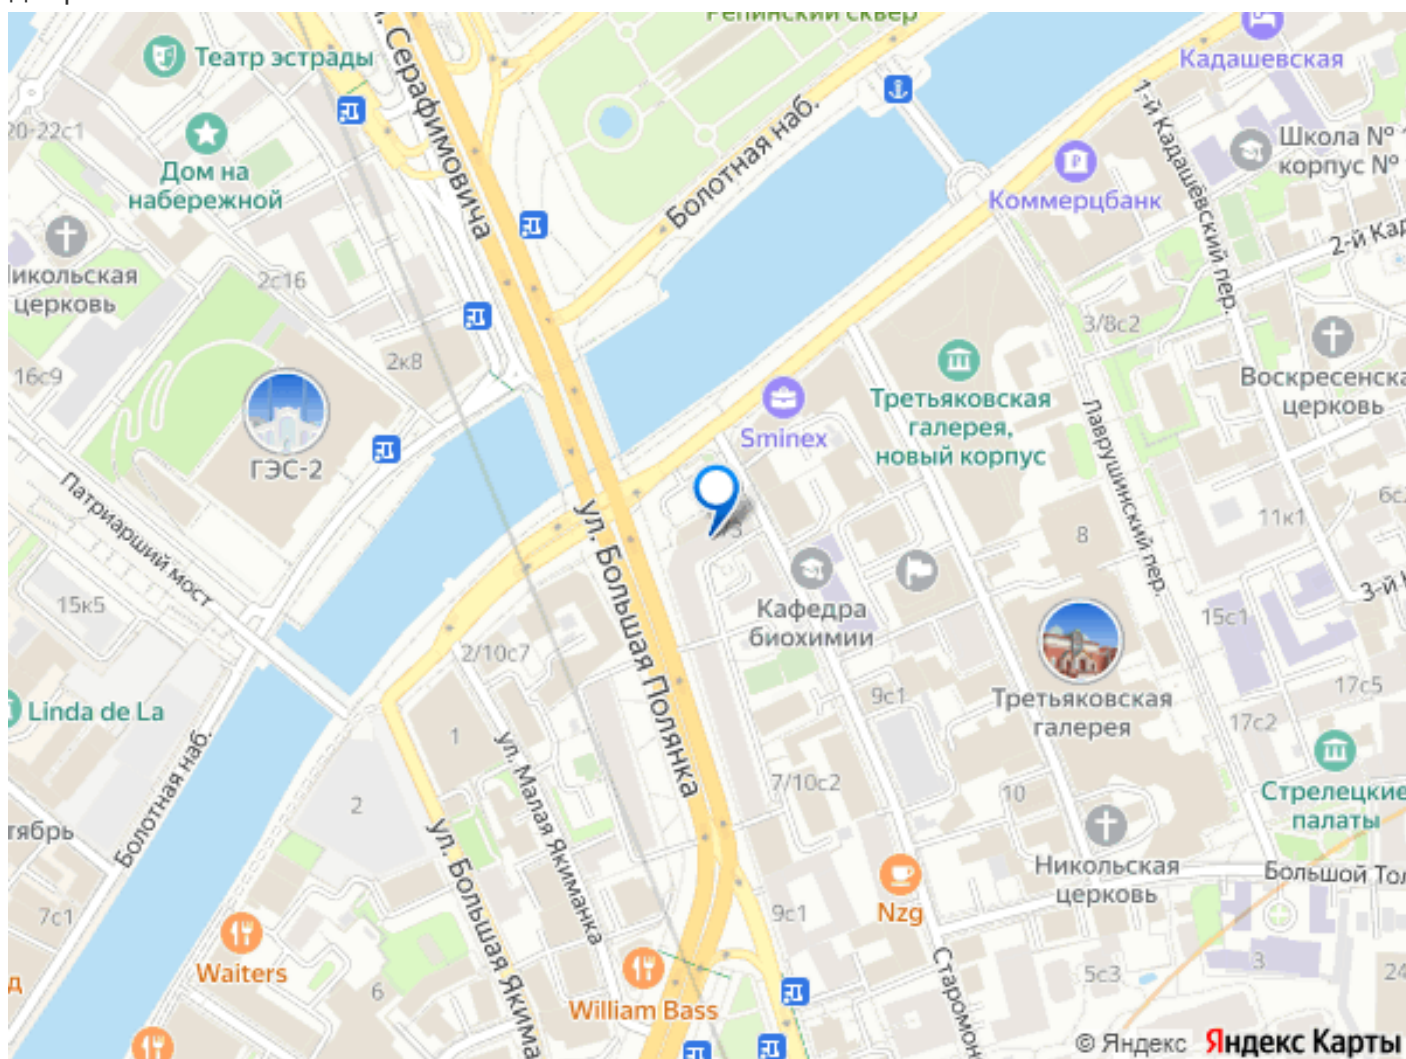 Репинский сквер
Театр эстрады
ул. Серафимовича
Кадашевская
20-22с1
Дом на
набережной
Болотная наб.
1-й Кадашёвский пер.
Школа №
корпус №
Коммерцбанк
2-й Кад
Никольская
церковь
2с16
16с9
2к8
3/8с2
ГЭС-2
Sminex
Третьяковская
галерея,
новый корпус
Воскресенска
церковь
Лаврушинский пер.
Патриарший мост
ул. Большая Полянка
11к1
8
15к5
Кафедра
биохимии
3-й
15с1
2/10с7
Linda de La
1
ул. Малая Якиманка
9с1
Третьяковская
галерея
17с5
17с2
Болотная наб.
2
7/10с2
10
Стрелецкие
палаты
тябрь
ул. Большая Якима
Никольская
церковь
Большой Тол
7с1
Nzg
9с1
Waiters
Старомон
6
William Bass
5с3
3
24
© Яндекс Яндекс Карты